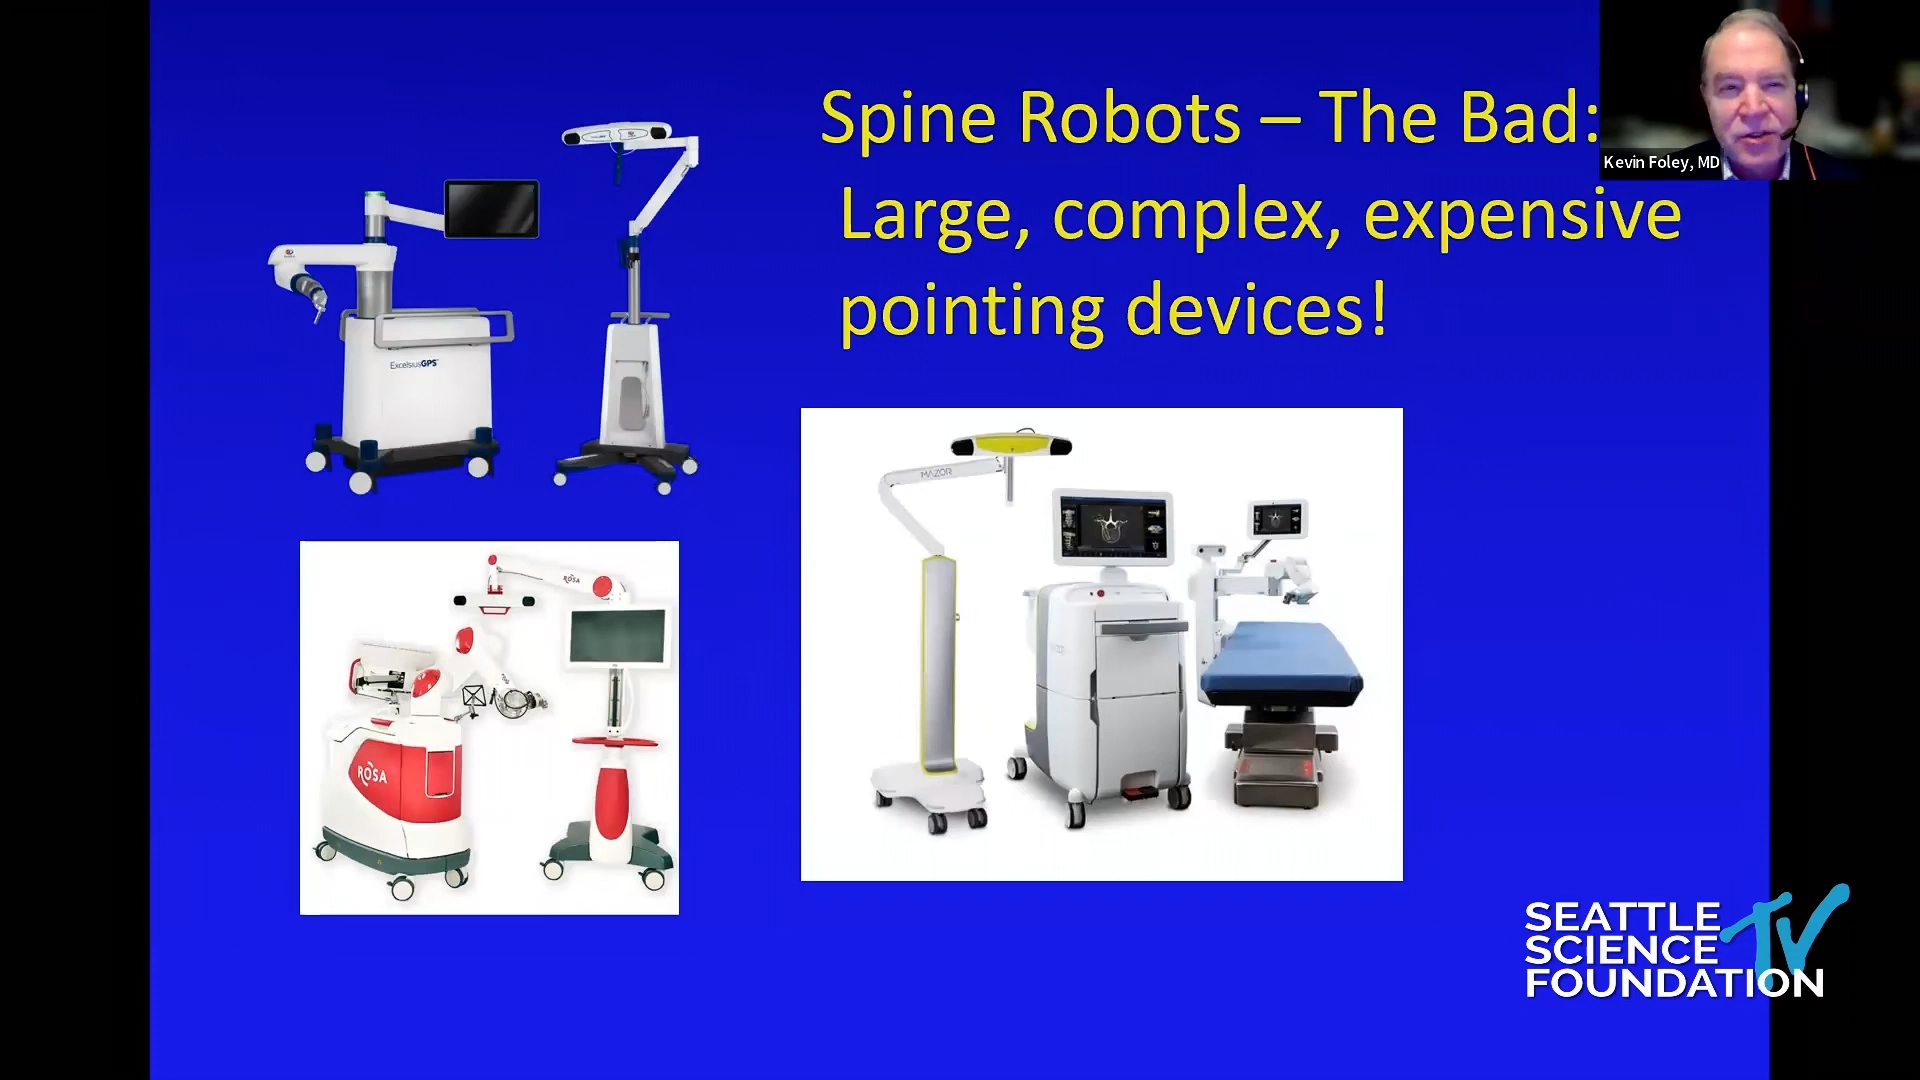 Spine Robots – The Bad:
Large, complex, expensive
pointing devices!
Kevin Foley, MD
ExcelsiusGPS
MAZOR
ROSA
ROSA
SEATTLE
SCIENCE
FOUNDATION
TV